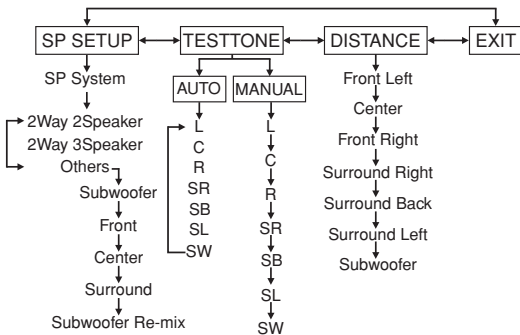 SP SETUP
TESTTONE
DISTANCE
EXIT
SP System
2Way 2Speaker
2Way 3Speaker
Others
Subwoofer
Front
Center
Surround
Subwoofer Re-mix
AUTO
L
C
R
SR
SB
SL
SW
MANUAL
L
C
R
SR
SB
SL
SW
Front Left
Center
Front Right
Surround Right
Surround Back
Surround Left
Subwoofer